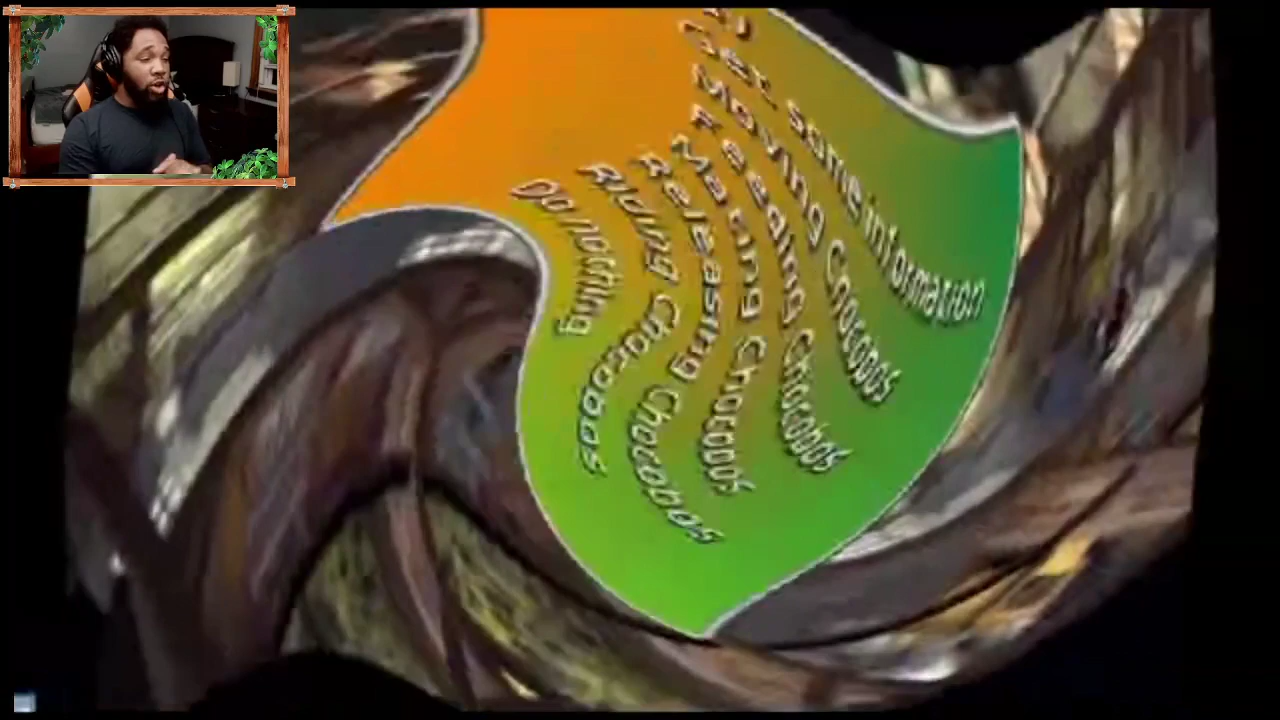 Get some information
Moving Chocobos
Feeding Chocobos
Mating Chocobos
Releasing Chocobos
Riding Chocobos
Do nothing